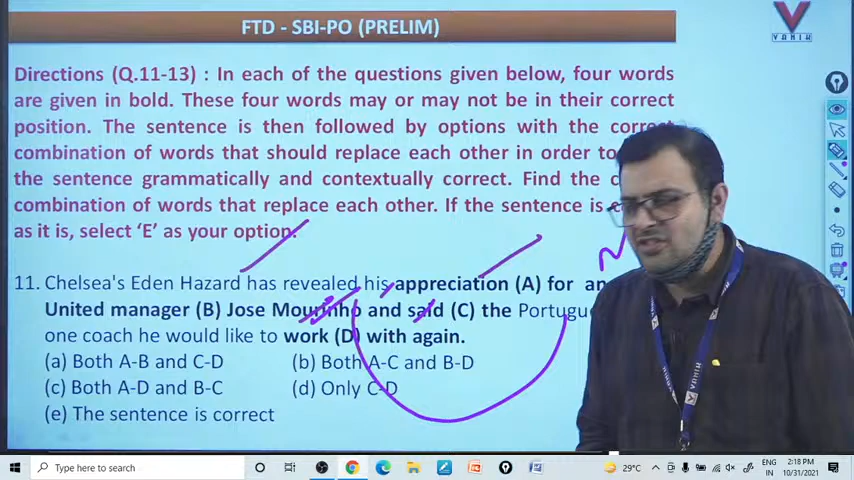 FTD - SBI-PO (PRELIM)
VANIK
Directions (Q.11-13) : In each of the questions given below, four words
are given in bold. These four words may or may not be in their correct
position. The sentence is then followed by options with the correct
combination of words that should replace each other in order to
the sentence grammatically and contextually correct. Find the
combination of words that replace each other. If the sentence is
as it is, select 'E' as your option.
11. Chelsea's Eden Hazard has revealed his appreciation (A) for an
United manager (B) Jose Mourinho and said (C) the
one coach he would like to work (D) with again.
(a) Both A-B and C-D (b) Both A-C and B-D
(c) Both A-D and B-C (d) Only C-D
(e) The sentence is correct
VANIK
Type here to search
29°C
ENG
IN
2:18 PM
10/31/2021